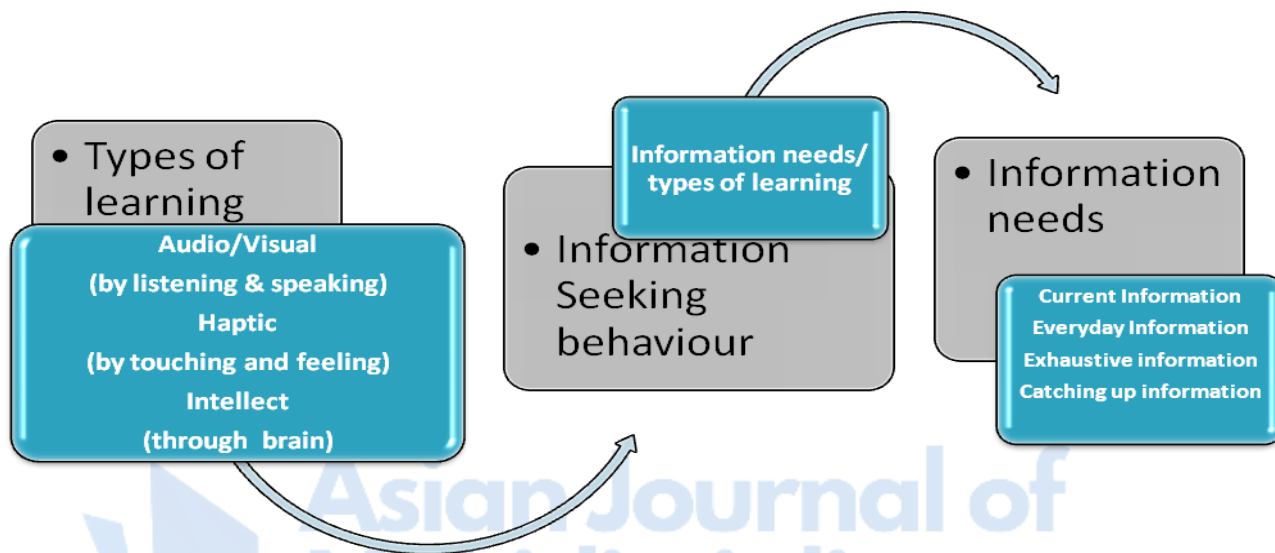 • Types of
learning
Audio/Visual
(by listening & speaking)
Haptic
(by touching and feeling)
Intellect
(through brain)
Information needs/
types of learning
• Information
Seeking
behaviour
• Information
needs
Current Information
Everyday Information
Exhaustive information
Catching up information
Asian Journal of